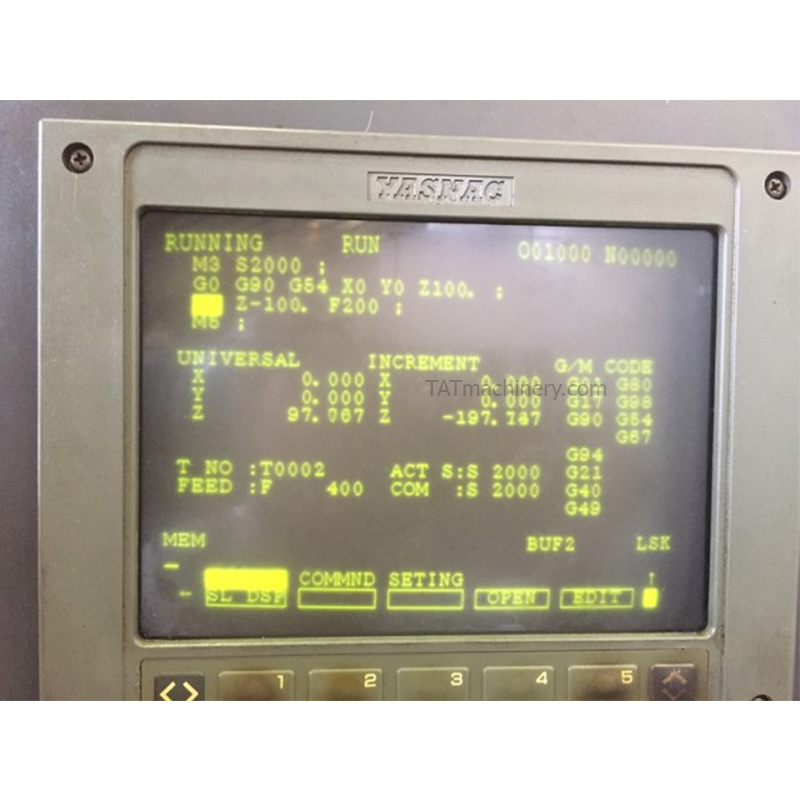 YASNAC
RUNNING RUN O01000 N00000
M3 S2000 ;
G0 G90 G54 X0 Y0 Z100. ;
Z-100. F200 ;
M5 ;
UNIVERSAL INCREMENT G/M CODE
X 0.000 X 0.000 G80
Y 0.000 Y 0.000 G17 G98
Z 97.067 Z -197.187 G90 G54
G67
G94
T NO :T0002 ACT S:S 2000 G21
FEED :F 400 COM :S 2000 G40
G49
MEM BUF2 LSK
COMMND SETING
← SL DSP OPEN EDIT
↑
<> 1 2 3 4 5
TATmachinery.com